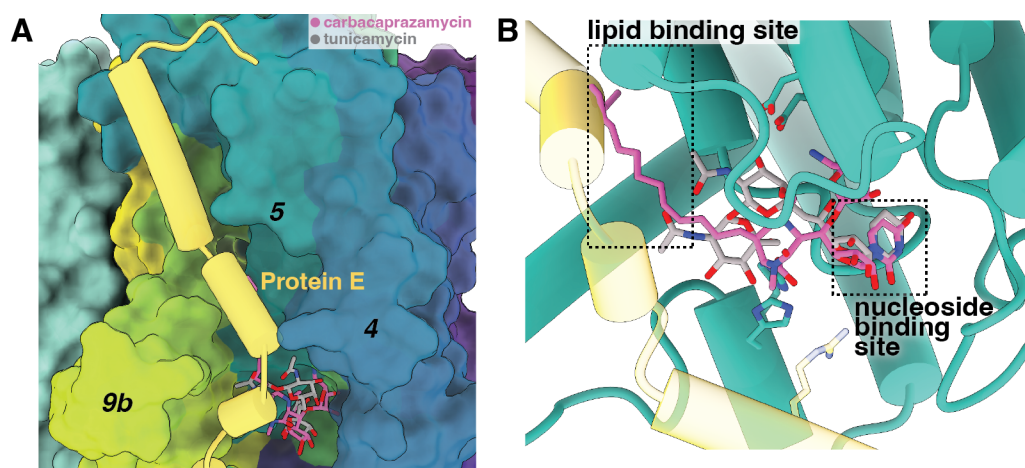 A
carbacaprazamycin
tunicamycin
5
Protein E
4
9b
B
lipid binding site
nucleoside
binding
site